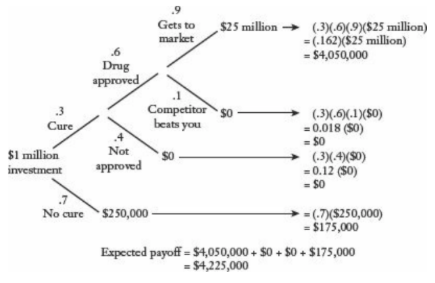 .9
Gets to
market
$25 million
(.3)(.6)(.9)($25 million)
= (.162)($25 million)
= $4,050,000
.6
Drug
approved
.1
Competitor
beats you
$0
(.3)(.6)(.1)($0)
= 0.018 ($0)
= $0
.3
Cure
.4
Not
approved
$0
(.3)(.4)($0)
= 0.12 ($0)
= $0
$1 million
investment
.7
No cure
$250,000
= (.7)($250,000)
= $175,000
Expected payoff = $4,050,000 + $0 + $0 + $175,000
= $4,225,000